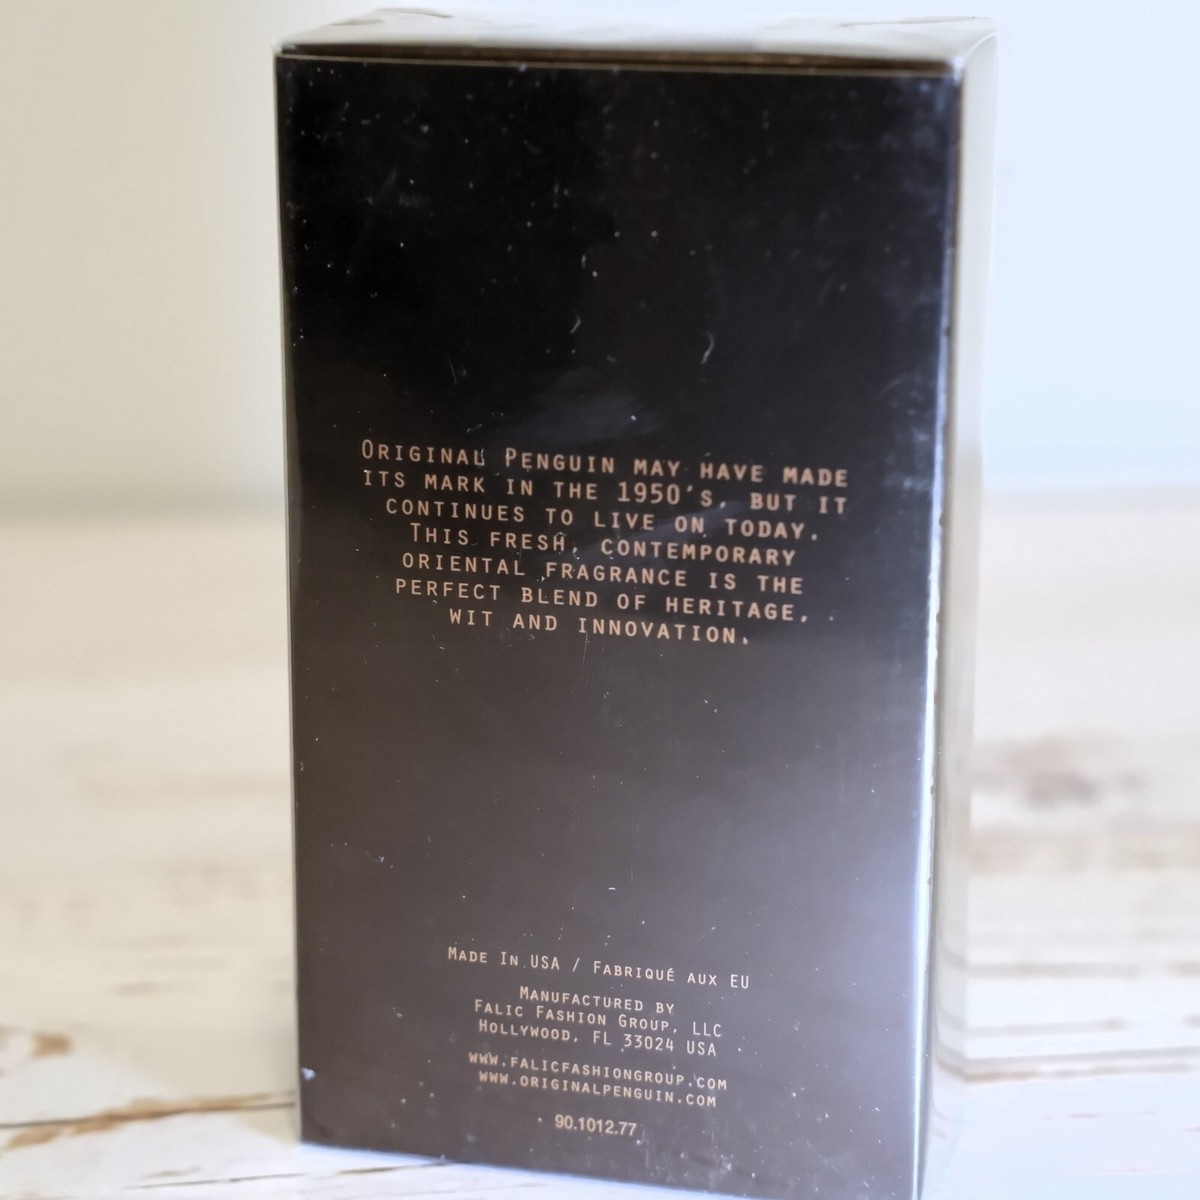 Original Penguin may have made
its mark in the 1950's, but it
continues to live on today.
This fresh, contemporary
oriental fragrance is the
perfect blend of heritage,
wit and innovation.
Made In USA / Fabriqué aux EU
Manufactured by
Falic Fashion Group, LLC
Hollywood, FL 33024 USA
www.falicfashiongroup.com
www.originalpenguin.com
90.1012.77